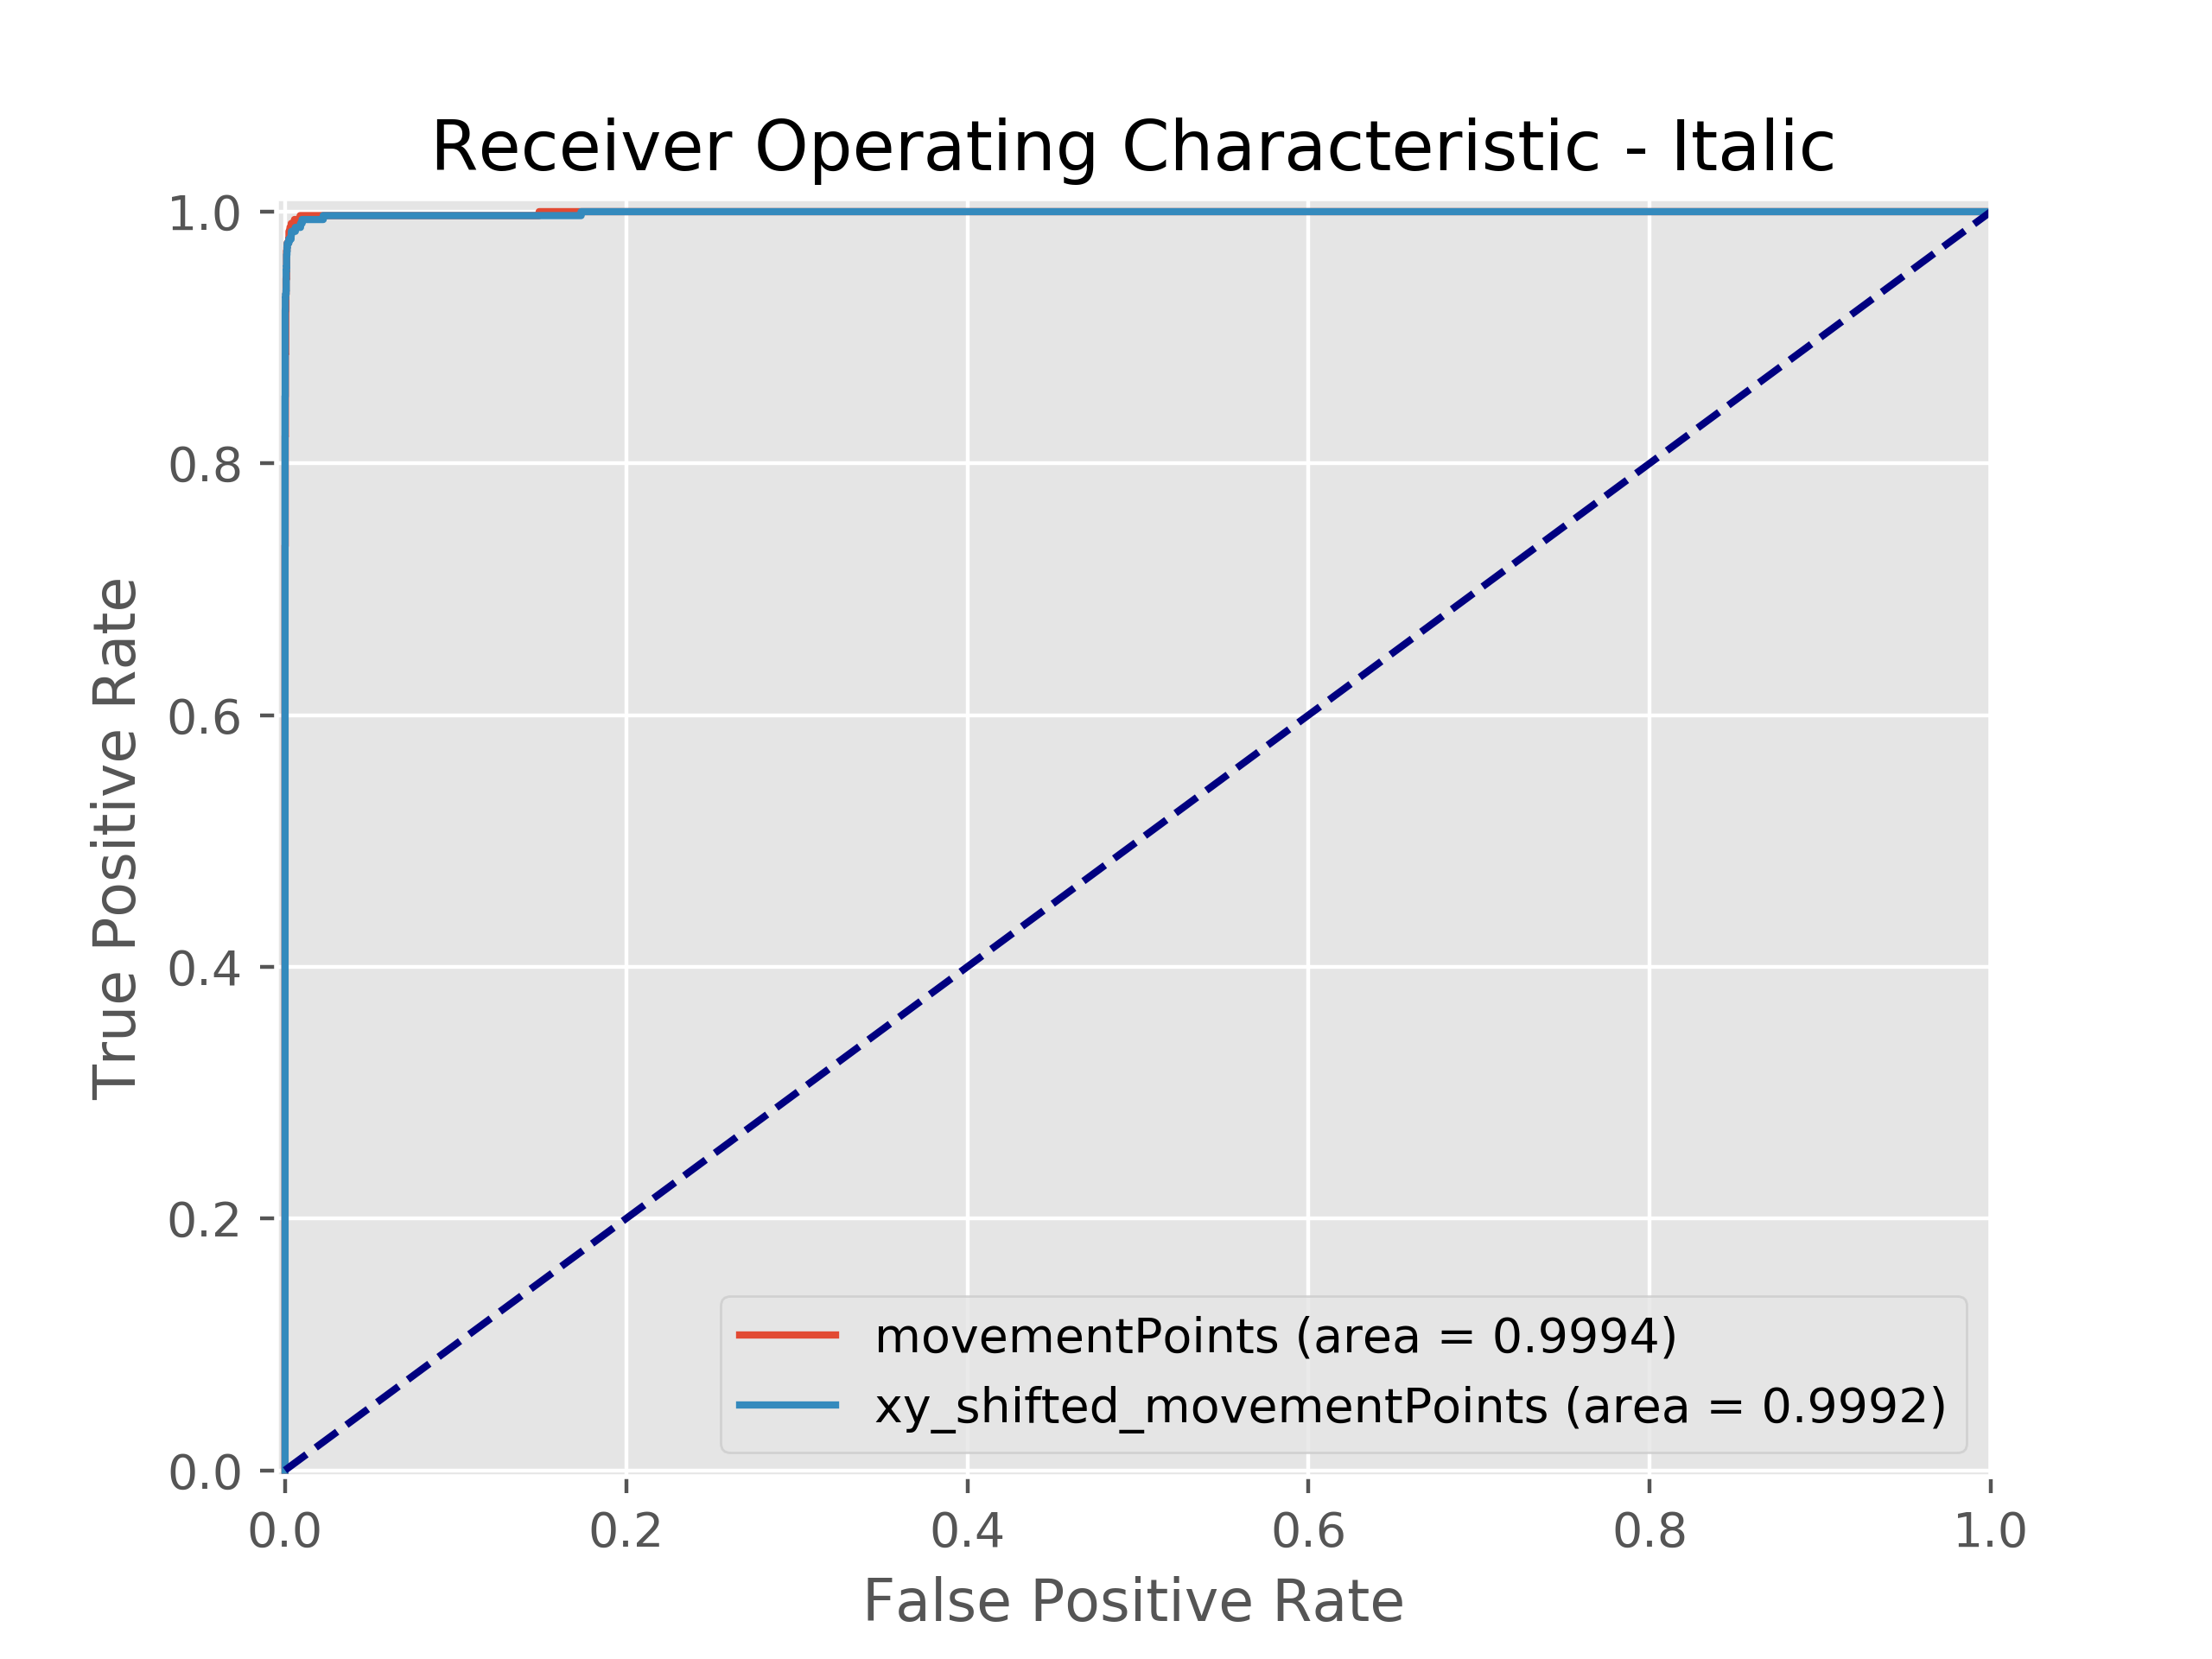 Receiver Operating Characteristic - Italic
1.0
0.8
0.6
0.4
0.2
0.0
True Positive Rate
movementPoints (area = 0.9994)
xy_shifted_movementPoints (area = 0.9992)
0.0 0.2 0.4 0.6 0.8 1.0
False Positive Rate